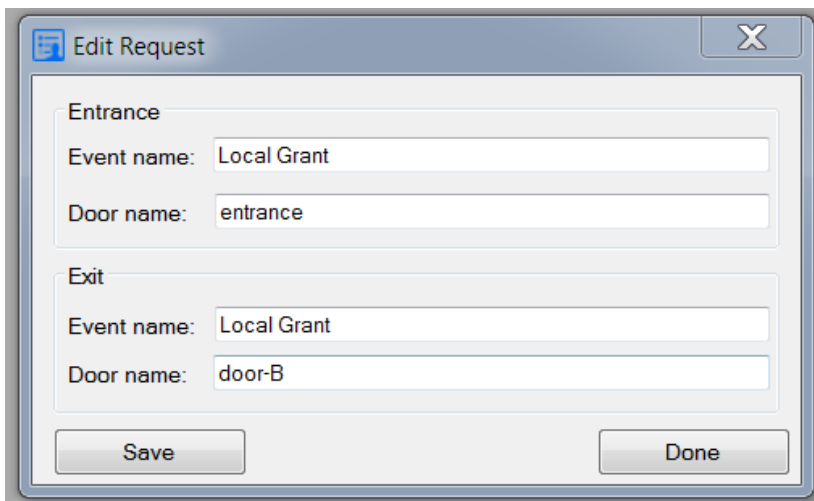 Edit Request
Entrance
Event name: Local Grant
Door name: entrance
Exit
Event name: Local Grant
Door name: door-B
Save Done